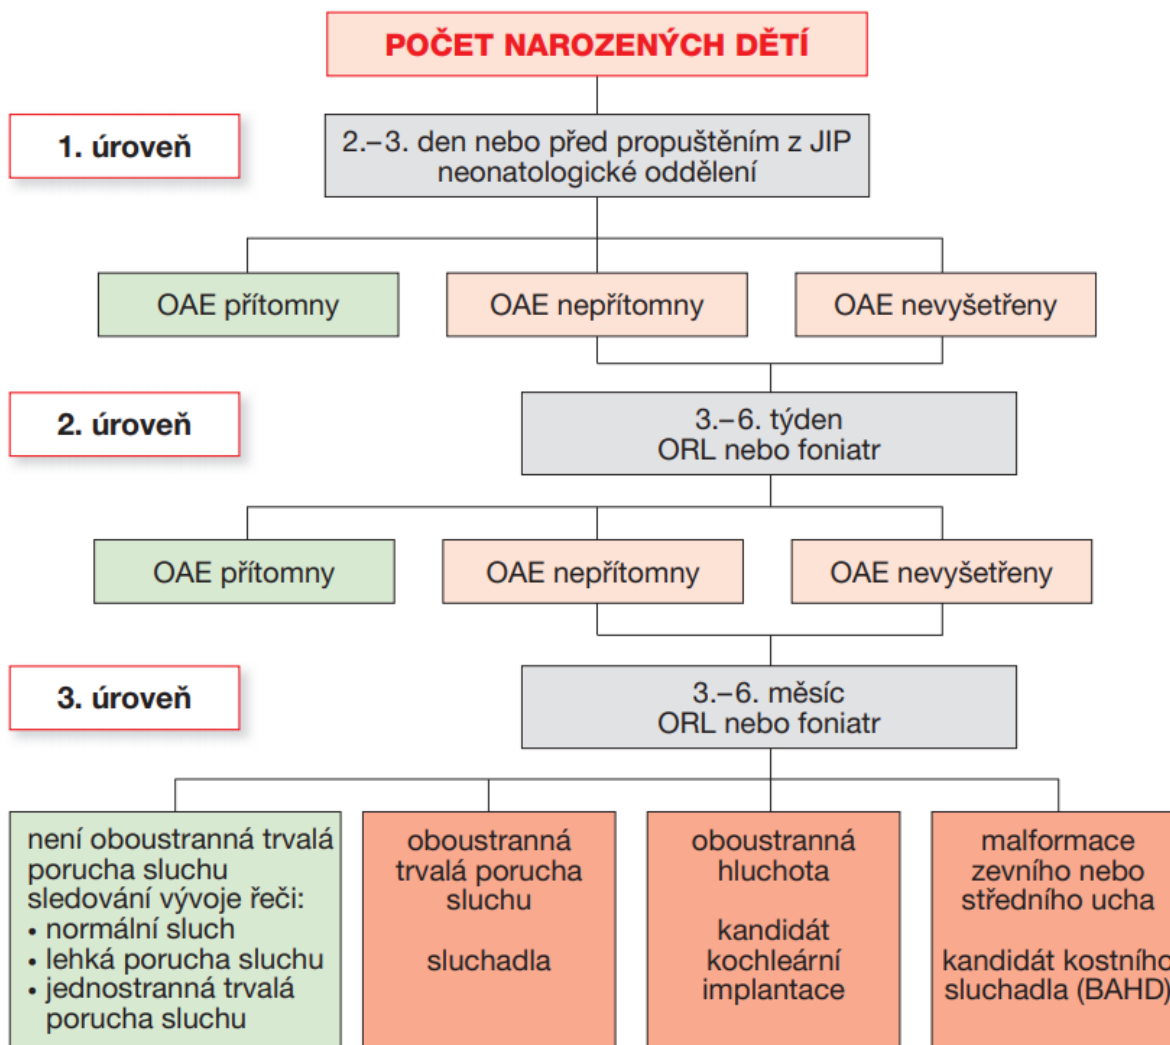 POČET NAROZENÝCH DĚTÍ
1. úroveň
2.–3. den nebo před propuštěním z JIP
neonatologické oddělení
OAE přítomny
OAE nepřítomny
OAE nevyšetřeny
2. úroveň
3.–6. týden
ORL nebo foniatr
OAE přítomny
OAE nepřítomny
OAE nevyšetřeny
3. úroveň
3.–6. měsíc
ORL nebo foniatr
není oboustranná trvalá
porucha sluchu
sledování vývoje řeči:
• normální sluch
• lehká porucha sluchu
• jednostranná trvalá
porucha sluchu
oboustranná
trvalá porucha
sluchu
sluchadla
oboustranná
hluchota
kandidát
kochleární
implantace
malformace
zevního nebo
středního ucha
kandidát kostního
sluchadla (BAHD)